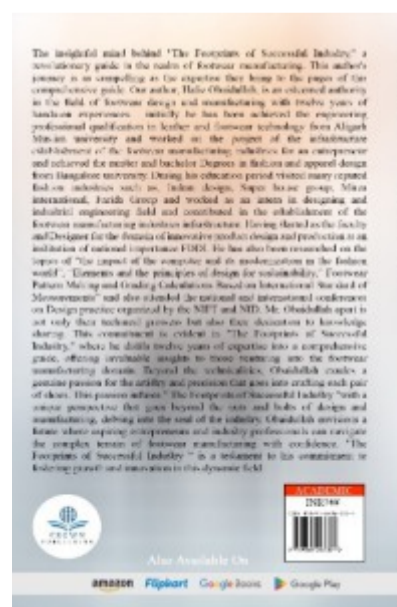 The insightful mind behind "The Footprints of Successful Industry," a
revolutionary guide in the realm of footwear manufacturing. This author's
journey is as compelling as the expertise they bring to the pages of this
comprehensive guide. Our author, Hafiz Obaidullah, is an esteemed authority
in the field of footwear design and manufacturing with twelve years of
hands-on experiences initially he has been achieved the engineering
professional qualification in leather and footwear technology from Aligarh
Muslim university and worked on the project of the infrastructure
establishment of the footwear manufacturing industries for an entrepreneur
and achieved the master and bachelor Degrees in fashion and apparel design
from Bangalore university. During his education period visited many reputed
fashion industries such as, Indian design, Super house group, Mirza
international, Farida Group and worked as an intern in designing and
industrial engineering field and contributed in the establishment of the
footwear manufacturing industries infrastructure. Having started as the faculty
and Designer for the domain of innovative product design and production in an
institution of national importance FDDI. He has also been researched on the
topics of "the impact of the computer and its modernization in the fashion
world", "Elements and the principles of design for sustainability," Footwear
Pattern Making and Grading Calculations Based on International Standard of
Measurements" and also attended the national and international conferences
on Design practice organized by the NIFT and NID. Mr. Obaidullah apart is
not only their technical prowess but also their dedication to knowledge
sharing. This commitment is evident in "The Footprints of Successful
Industry," where he distils twelve years of expertise into a comprehensive
guide, offering invaluable insights to those venturing into the footwear
manufacturing domain. Beyond the technicalities, Obaidullah exudes a
genuine passion for the artistry and precision that goes into crafting each pair
of shoes. This passion infuses " The Footprints of Successful Industry "with a
unique perspective that goes beyond the nuts and bolts of design and
manufacturing, delving into the soul of the industry. Obaidullah envisions a
future where aspiring entrepreneurs and industry professionals can navigate
the complex terrain of footwear manufacturing with confidence. "The
Footprints of Successful Industry " is a testament to his commitment to
fostering growth and innovation in this dynamic field.
ACADEMIC
CROWN
PUBLISHING
Also Available On
amazon Flipkart Google Books Google Play